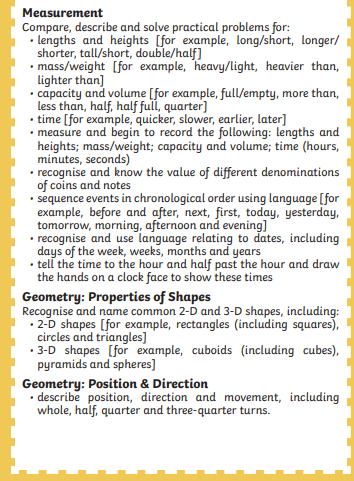 Measurement
Compare, describe and solve practical problems for:
• lengths and heights [for example, long/short, longer/
shorter, tall/short, double/half]
• mass/weight [for example, heavy/light, heavier than,
lighter than]
• capacity and volume [for example, full/empty, more than,
less than, half, half full, quarter]
• time [for example, quicker, slower, earlier, later]
• measure and begin to record the following: lengths and
heights; mass/weight; capacity and volume; time (hours,
minutes, seconds)
• recognise and know the value of different denominations
of coins and notes
• sequence events in chronological order using language [for
example, before and after, next, first, today, yesterday,
tomorrow, morning, afternoon and evening]
• recognise and use language relating to dates, including
days of the week, weeks, months and years
• tell the time to the hour and half past the hour and draw
the hands on a clock face to show these times
Geometry: Properties of Shapes
Recognise and name common 2-D and 3-D shapes, including:
• 2-D shapes [for example, rectangles (including squares),
circles and triangles]
• 3-D shapes [for example, cuboids (including cubes),
pyramids and spheres]
Geometry: Position & Direction
• describe position, direction and movement, including
whole, half, quarter and three-quarter turns.